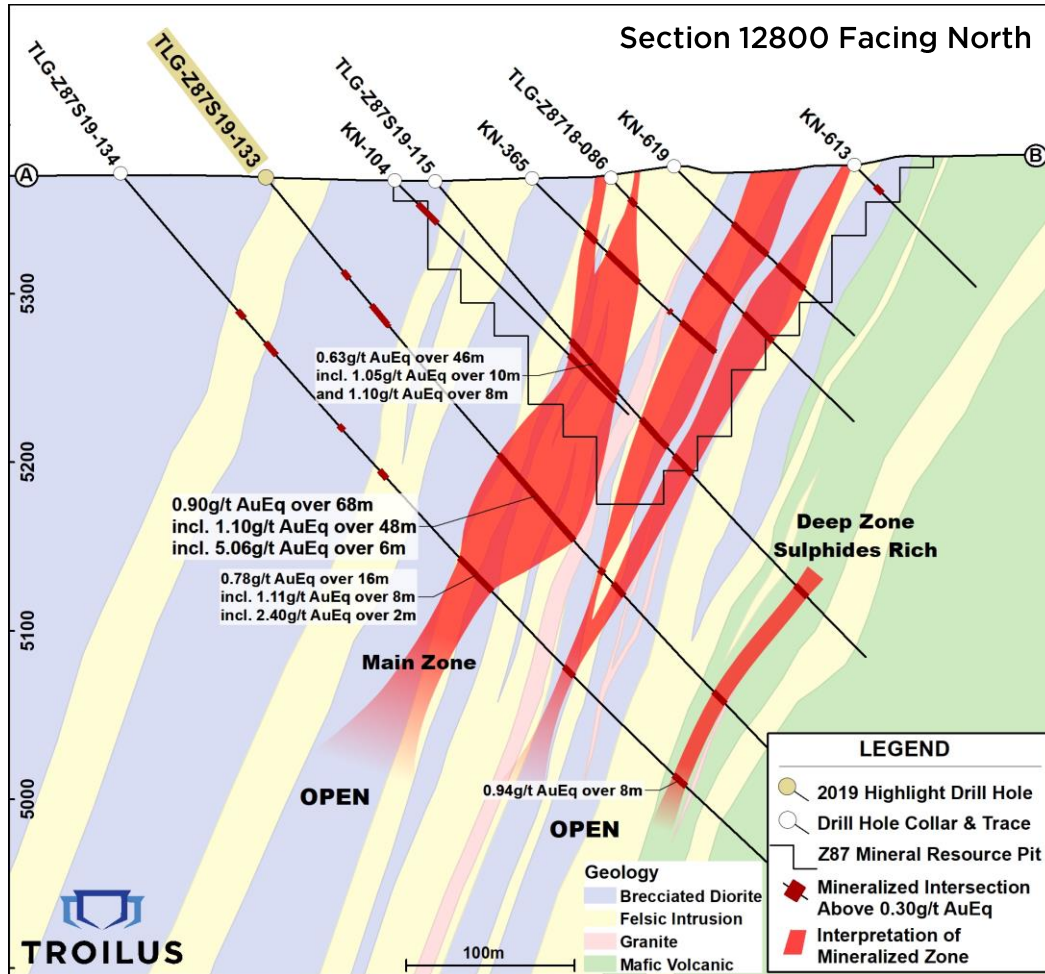 Section 12800 Facing North
TLG-Z87S19-134
TLG-Z87S19-133
KN-104
TLG-Z87S19-115
KN-365
TLG-Z8718-086
KN-619
KN-613
A
B
5300
5200
5100
5000
0.63g/t AuEq over 46m
incl. 1.05g/t AuEq over 10m
and 1.10g/t AuEq over 8m
0.90g/t AuEq over 68m
incl. 1.10g/t AuEq over 48m
incl. 5.06g/t AuEq over 6m
0.78g/t AuEq over 16m
incl. 1.11g/t AuEq over 8m
incl. 2.40g/t AuEq over 2m
Deep Zone
Sulphides Rich
Main Zone
OPEN
0.94g/t AuEq over 8m
OPEN
LEGEND
2019 Highlight Drill Hole
Drill Hole Collar & Trace
Z87 Mineral Resource Pit
Mineralized Intersection
Above 0.30g/t AuEq
Interpretation of
Mineralized Zone
Geology
Brecciated Diorite
Felsic Intrusion
Granite
Mafic Volcanic
100m
TROILUS